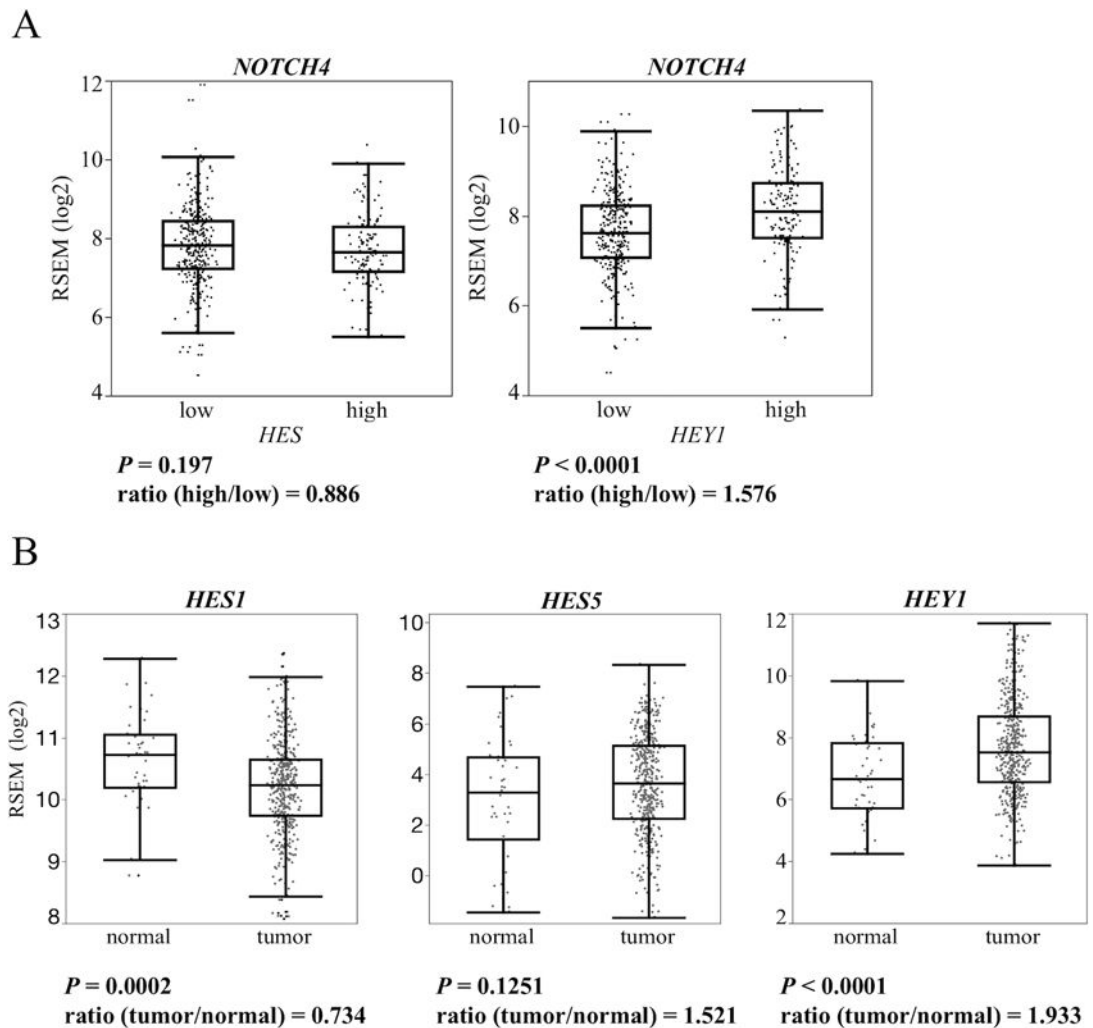 A
NOTCH4
NOTCH4
12
10
8
6
4
RSEM (log2)
low
high
HES
10
8
6
4
RSEM (log2)
low
high
HEY1
P = 0.197
ratio (high/low) = 0.886
P < 0.0001
ratio (high/low) = 1.576
B
HES1
HES5
HEY1
13
12
11
10
9
8
RSEM (log2)
normal
tumor
10
8
6
4
2
0
normal
tumor
12
10
8
6
4
2
normal
tumor
P = 0.0002
ratio (tumor/normal) = 0.734
P = 0.1251
ratio (tumor/normal) = 1.521
P < 0.0001
ratio (tumor/normal) = 1.933